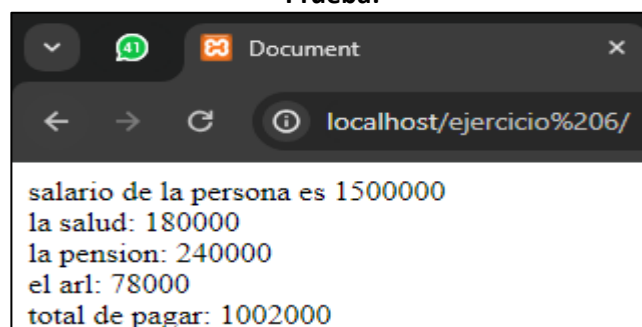 Prueba:
41
Document
localhost/ejercicio%206/
salario de la persona es 1500000
la salud: 180000
la pension: 240000
el arl: 78000
total de pagar: 1002000